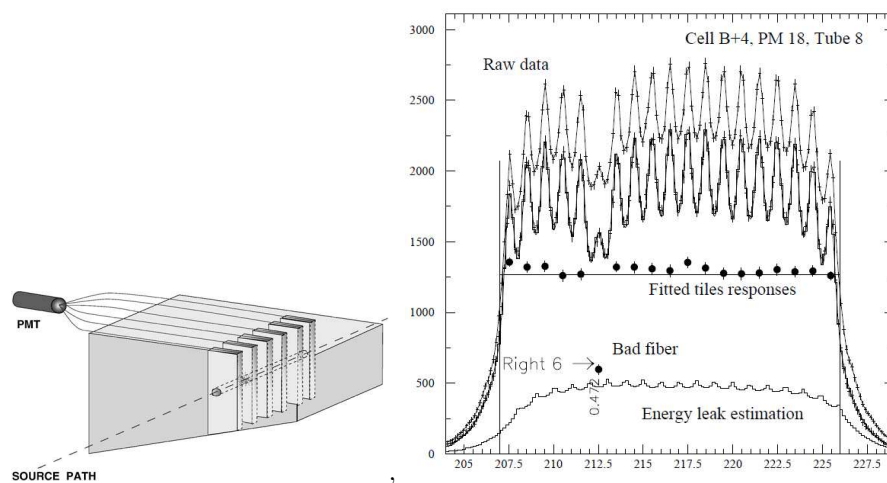 PMT
SOURCE PATH
,
Cell B+4, PM 18, Tube 8
Raw data
Fitted tiles responses
Bad fiber
Right 6
0.472
Energy leak estimation
3000
2500
2000
1500
1000
500
0
205 207.5 210 212.5 215 217.5 220 222.5 225 227.5